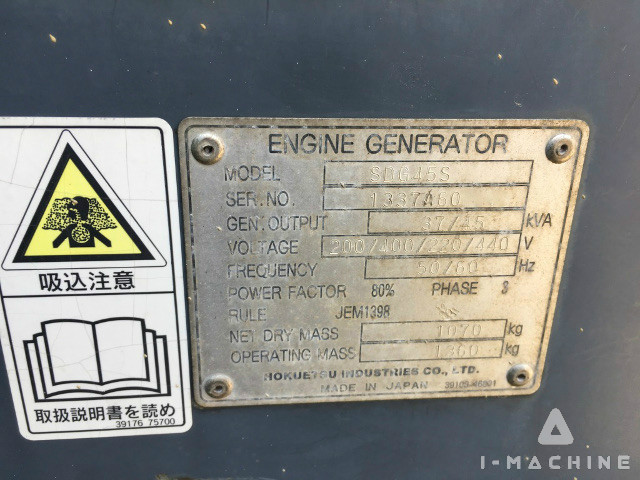 吸込注意
取扱説明書を読め
39176 75700
ENGINE GENERATOR
MODEL SDG45S
SER.NO. 1337A60
GEN.OUTPUT 37/45 kVA
VOLTAGE 200/400/220/440 V
FREQUENCY 50/60 Hz
POWER FACTOR 80% PHASE 3
RULE JEM1398
NET DRY MASS 1070 kg
OPERATING MASS 1260 kg
HOKUETSU INDUSTRIES CO., LTD.
MADE IN JAPAN
I-MACHINE